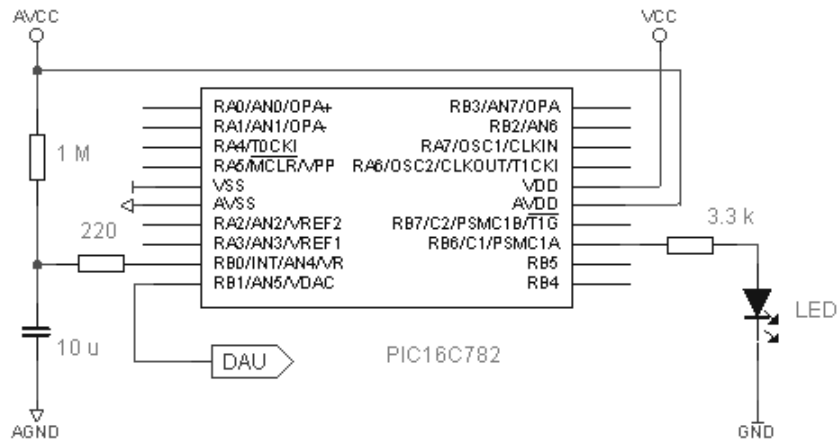 AVCC
VCC
RA0/AN0/OPA+
RB3/AN7/OPA
RA1/AN1/OPA-
RB2/AN6
RA4/T0CKI
RA7/OSC1/CLKIN
1 M
RA5/MCLR/VPP
RA6/OSC2/CLKOUT/T1CKI
VSS
VDD
AVSS
AVDD
220
RA2/AN2/VREF2
RB7/C2/PSMC1B/T1G
3.3 k
RA3/AN3/VREF1
RB6/C1/PSMC1A
RB0/INT/AN4/VR
RB5
RB1/AN5/VDAC
RB4
LED
10 u
DAU
PIC16C782
AGND
GND